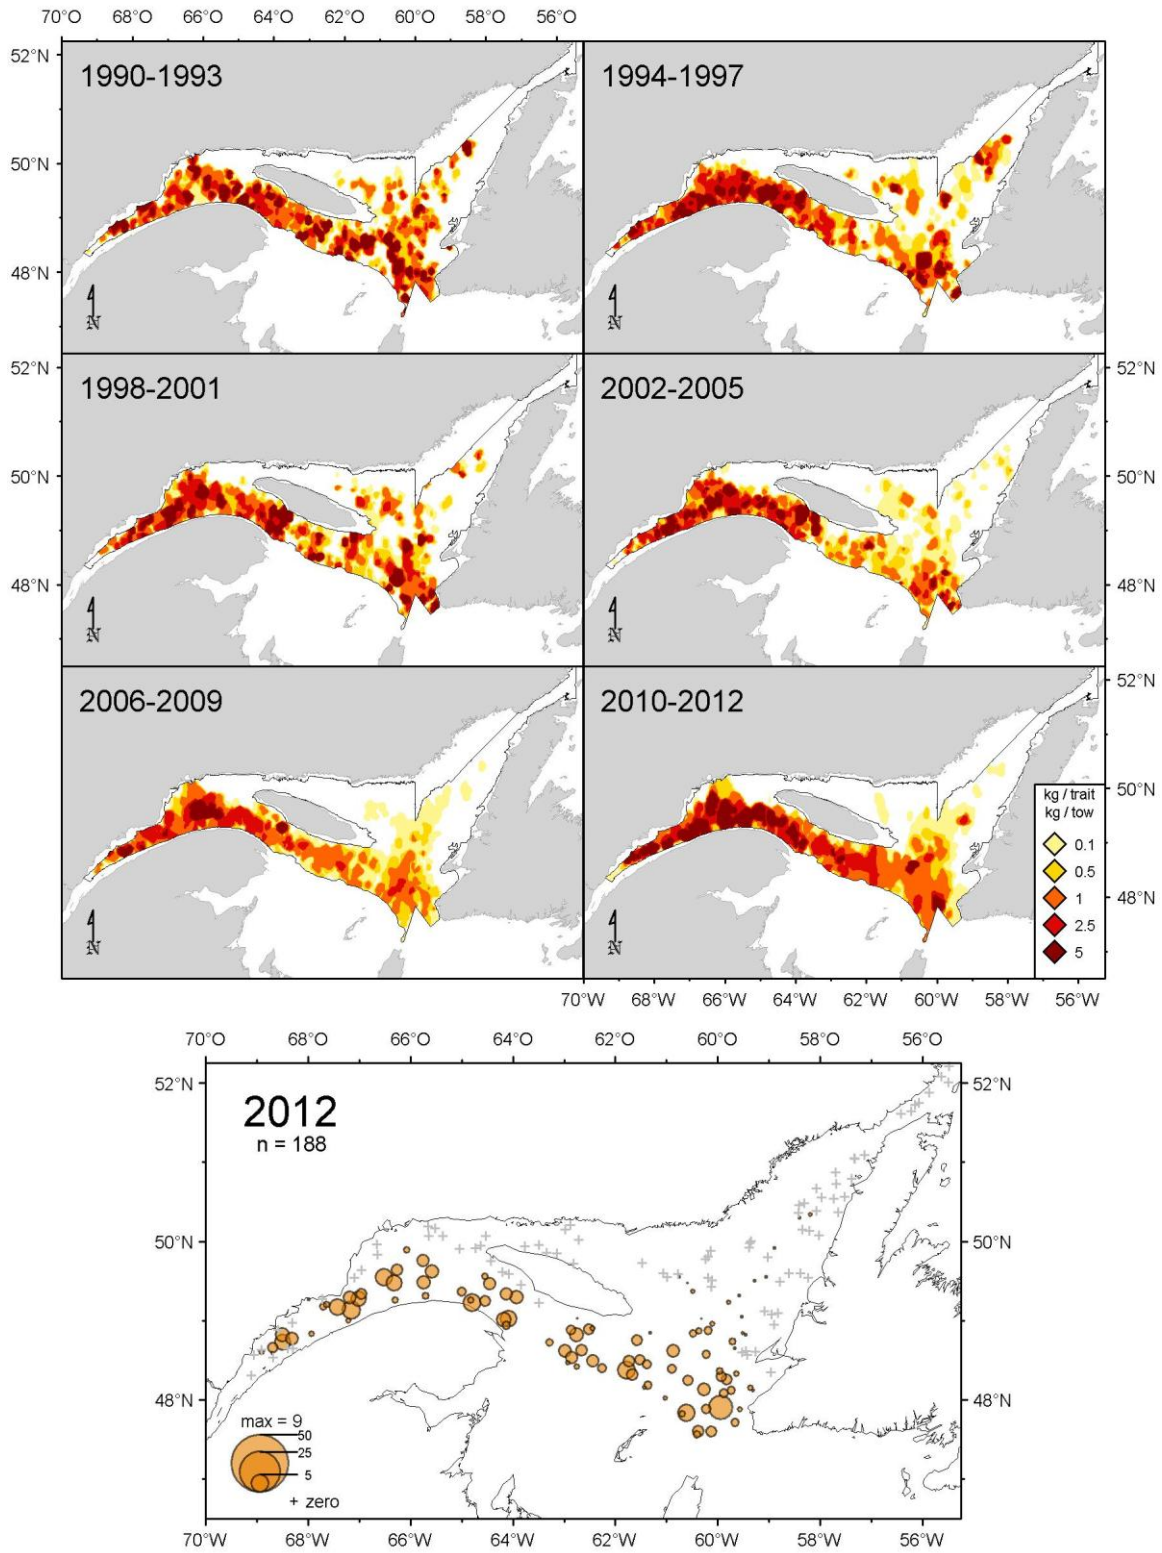 70°O 68°O 66°O 64°O 62°O 60°O 58°O 56°O
52°N
1990-1993
1994-1997
50°N
48°N
N
N
52°N
1998-2001
2002-2005
52°N
50°N
50°N
48°N
48°N
N
N
2006-2009
2010-2012
52°N
50°N
kg / trait
kg / tow
0.1
0.5
1
2.5
5
48°N
N
N
70°W 68°W 66°W 64°W 62°W 60°W 58°W 56°W
70°O 68°O 66°O 64°O 62°O 60°O 58°O 56°O
52°N
2012
n = 188
52°N
50°N
50°N
48°N
48°N
max = 9
50
25
5
+ zero
70°W 68°W 66°W 64°W 62°W 60°W 58°W 56°W